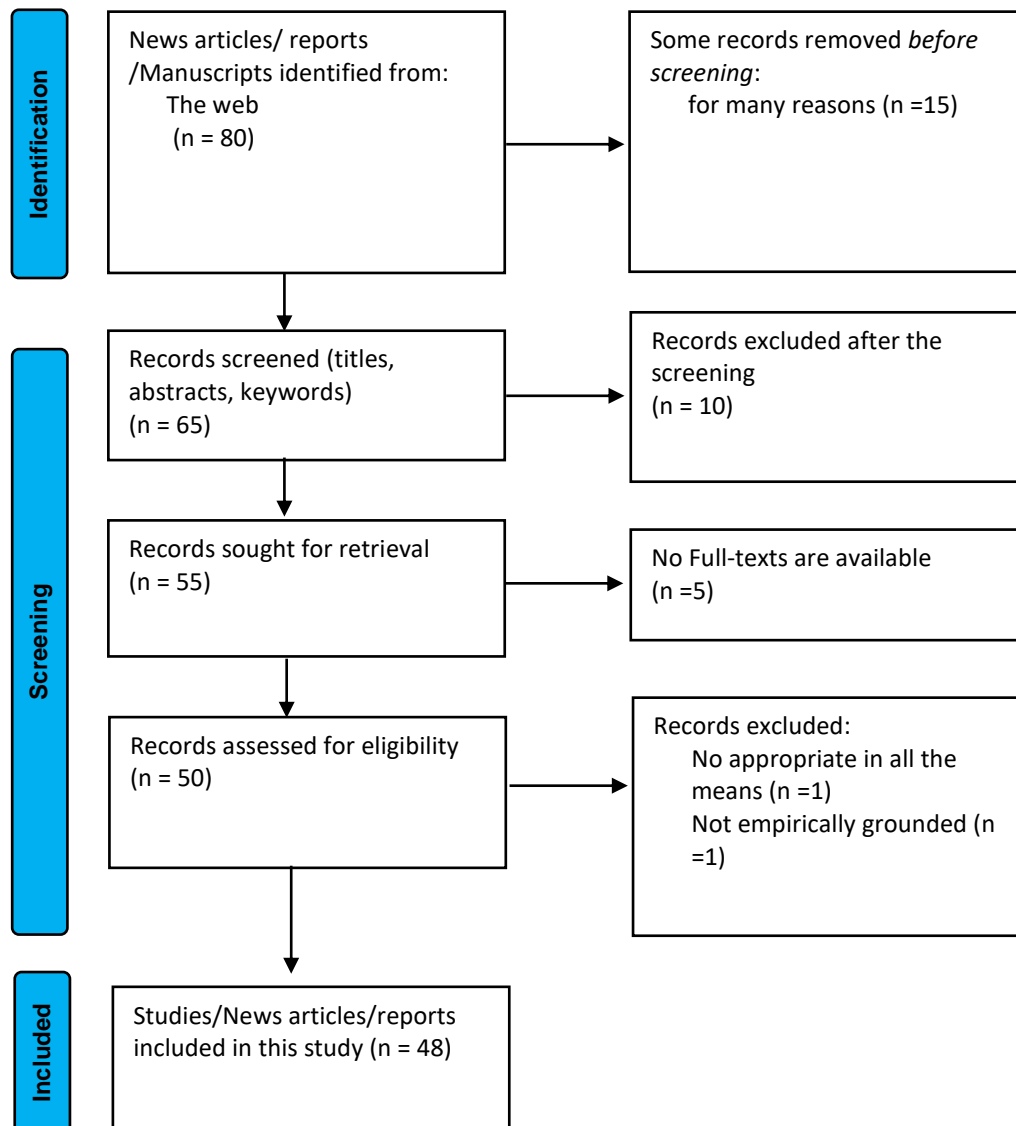 Identification
News articles/ reports
/Manuscripts identified from:
The web
(n = 80)
Some records removed before
screening:
for many reasons (n =15)
Screening
Records screened (titles,
abstracts, keywords)
(n = 65)
Records excluded after the
screening
(n = 10)
Records sought for retrieval
(n = 55)
No Full-texts are available
(n =5)
Records assessed for eligibility
(n = 50)
Records excluded:
No appropriate in all the
means (n =1)
Not empirically grounded (n
=1)
Included
Studies/News articles/reports
included in this study (n = 48)